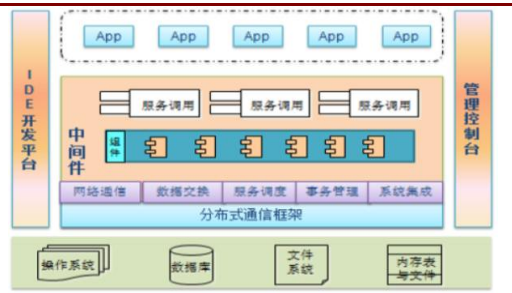 App App App App App
IDE开发平台
管理控制台
服务调用 服务调用 服务调用
中间件
组件
网络通信 数据交换 服务调度 事务管理 系统集成
分布式通信框架
操作系统 数据库 文件系统 内存表与文件